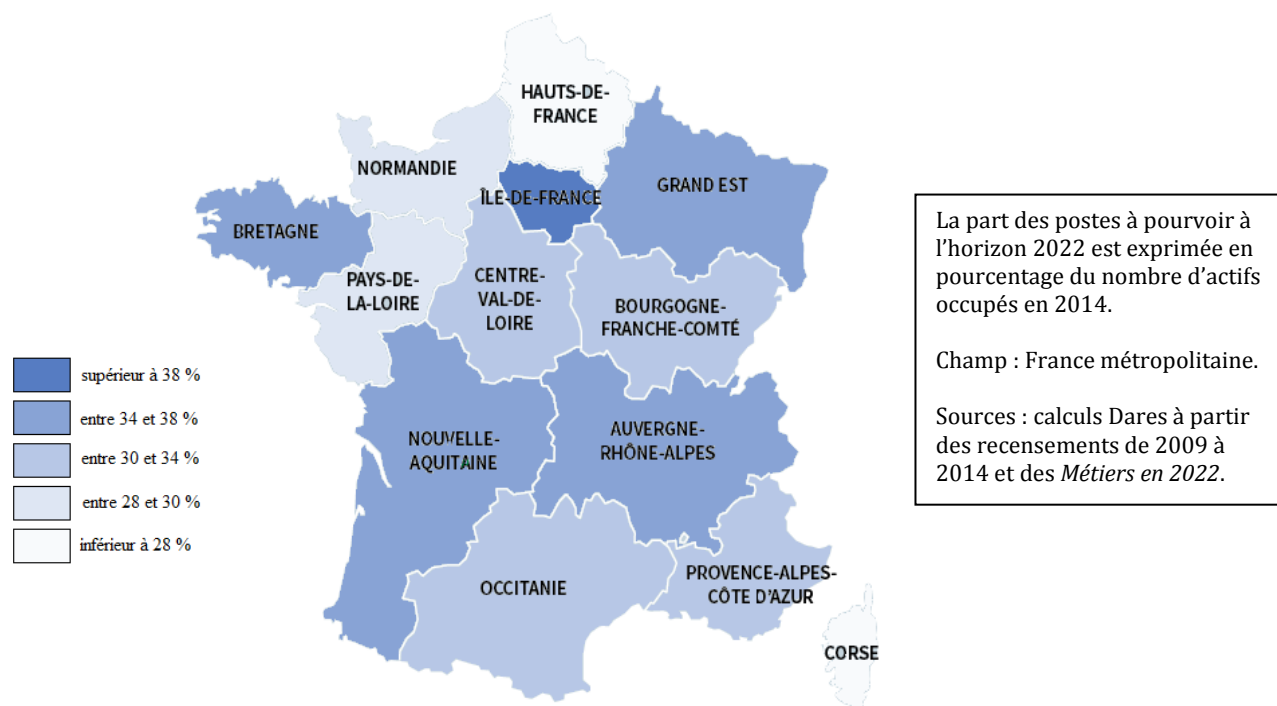 HAUTS-DE-
FRANCE
NORMANDIE
ÎLE-DE-FRANCE
GRAND EST
BRETAGNE
PAYS-DE-
LA-LOIRE
CENTRE-
VAL-DE-
LOIRE
BOURGOGNE-
FRANCHE-COMTÉ
NOUVELLE-
AQUITAINE
AUVERGNE-
RHÔNE-ALPES
OCCITANIE
PROVENCE-ALPES-
CÔTE D'AZUR
CORSE
supérieur à 38 %
entre 34 et 38 %
entre 30 et 34 %
entre 28 et 30 %
inférieur à 28 %
La part des postes à pourvoir à
l'horizon 2022 est exprimée en
pourcentage du nombre d'actifs
occupés en 2014.
Champ : France métropolitaine.
Sources : calculs Dares à partir
des recensements de 2009 à
2014 et des Métiers en 2022.